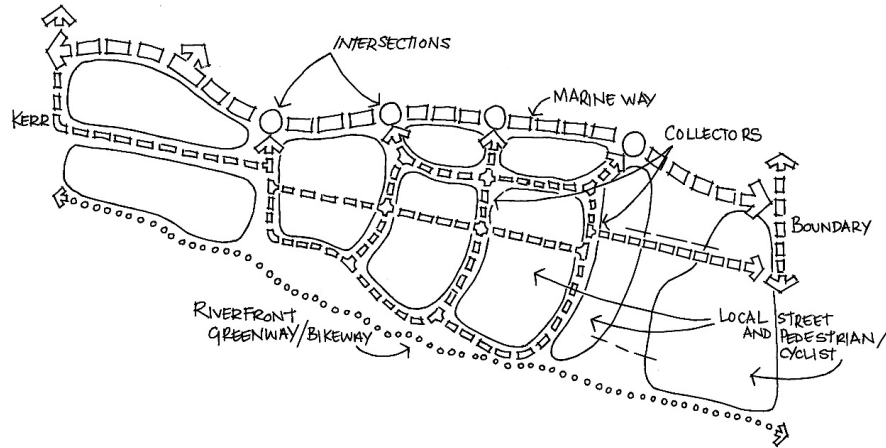 INTERSECTIONS
MARINE WAY
KERR
COLLECTORS
BOUNDARY
RIVERFRONT
GREENWAY/BIKEWAY
LOCAL STREET
AND PEDESTRIAN/
CYCLIST